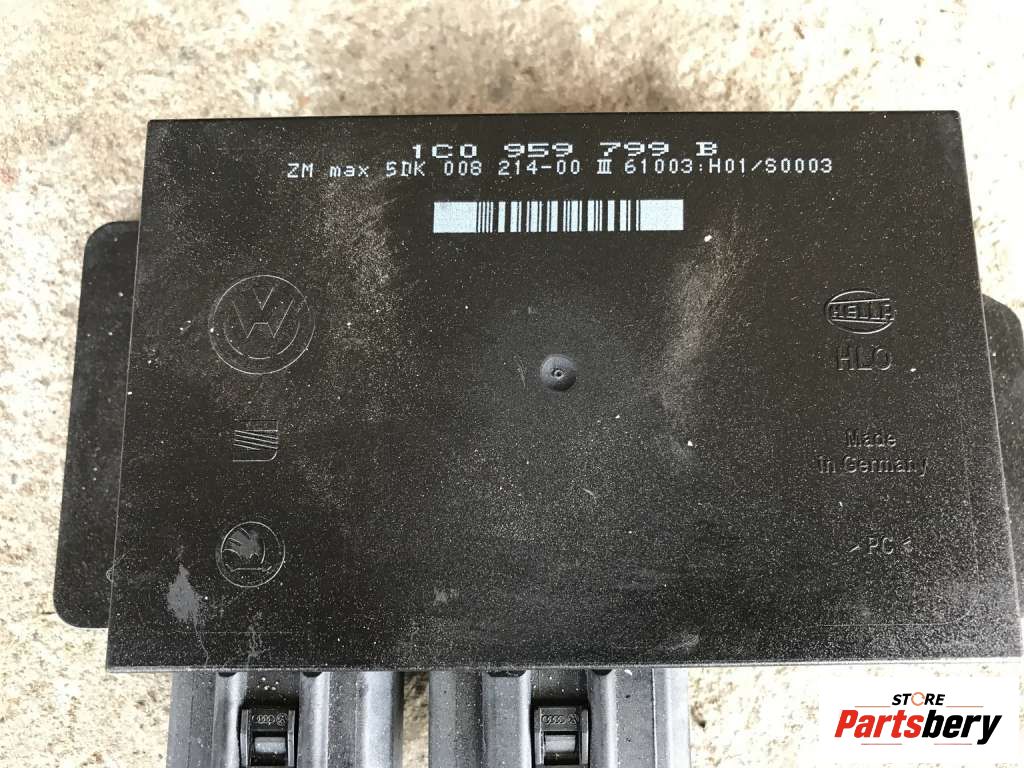 1C0 959 799 B
ZM max 5DK 008 214-00 III 61003:H01/S0003
HELLA
HLO
Made
in Germany
>PC<
STORE
Partsbery